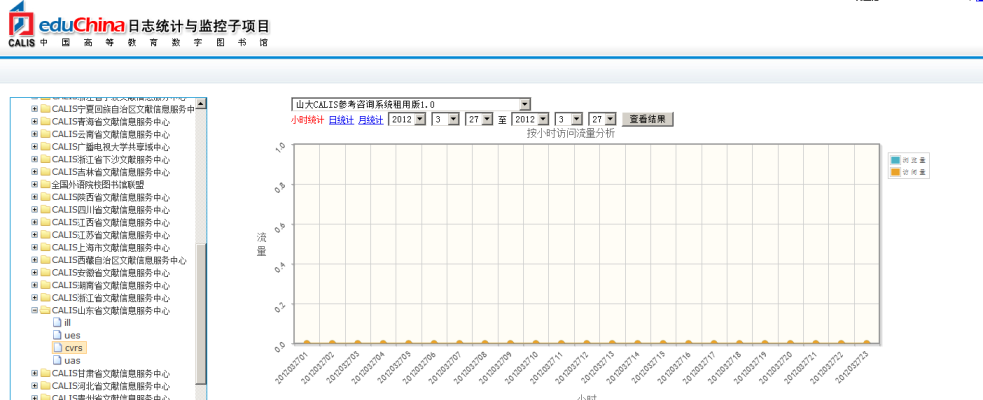 eduChina 日志统计与监控子项目
CALIS 中国高等教育数字图书馆
CALIS宁夏回族自治区文献信息服务中
CALIS青海省文献信息服务中心
CALIS云南省文献信息服务中心
CALIS广播电视大学共享域中心
CALIS浙江省下沙文献信息服务中心
CALIS吉林省文献信息服务中心
全国外语院校图书馆联盟
CALIS陕西省文献信息服务中心
CALIS四川省文献信息服务中心
CALIS江西省文献信息服务中心
CALIS江苏省文献信息服务中心
CALIS上海市文献信息服务中心
CALIS西藏自治区文献信息服务中心
CALIS安徽省文献信息服务中心
CALIS湖南省文献信息服务中心
CALIS浙江省文献信息服务中心
CALIS山东省文献信息服务中心
ill
ues
cvrs
uas
CALIS甘肃省文献信息服务中心
CALIS河北省文献信息服务中心
CALIS贵州省文献信息服务中心
山大CALIS参考咨询系统租用版1.0
小时统计 日统计 月统计 2012 3 27 至 2012 3 27 查看结果
按小时访问流量分析
1.0
0.8
0.6
0.4
0.2
0.0
流量
2012032701 2012032702 2012032703 2012032704 2012032705 2012032706 2012032707 2012032708 2012032709 2012032710 2012032711 2012032712 2012032713 2012032714 2012032715 2012032716 2012032717 2012032718 2012032719 2012032720 2012032721 2012032722 2012032723
小时
浏览量
访问量